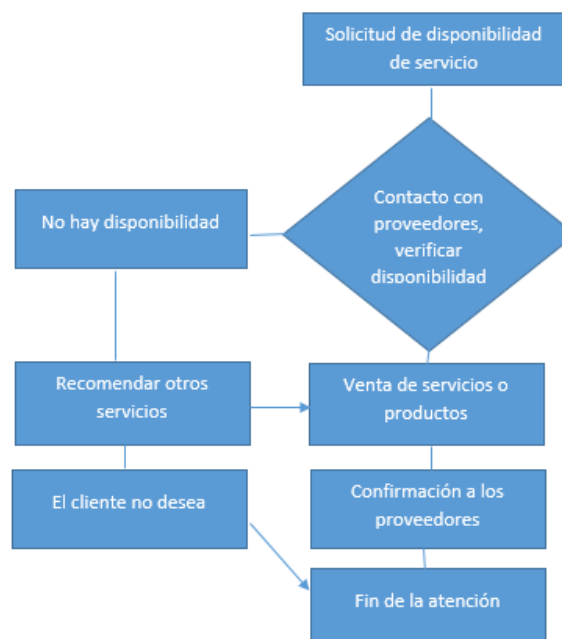 Solicitud de disponibilidad
de servicio
Contacto con
proveedores,
verificar
disponibilidad
No hay disponibilidad
Recomendar otros
servicios
Venta de servicios o
productos
El cliente no desea
Confirmación a los
proveedores
Fin de la atención